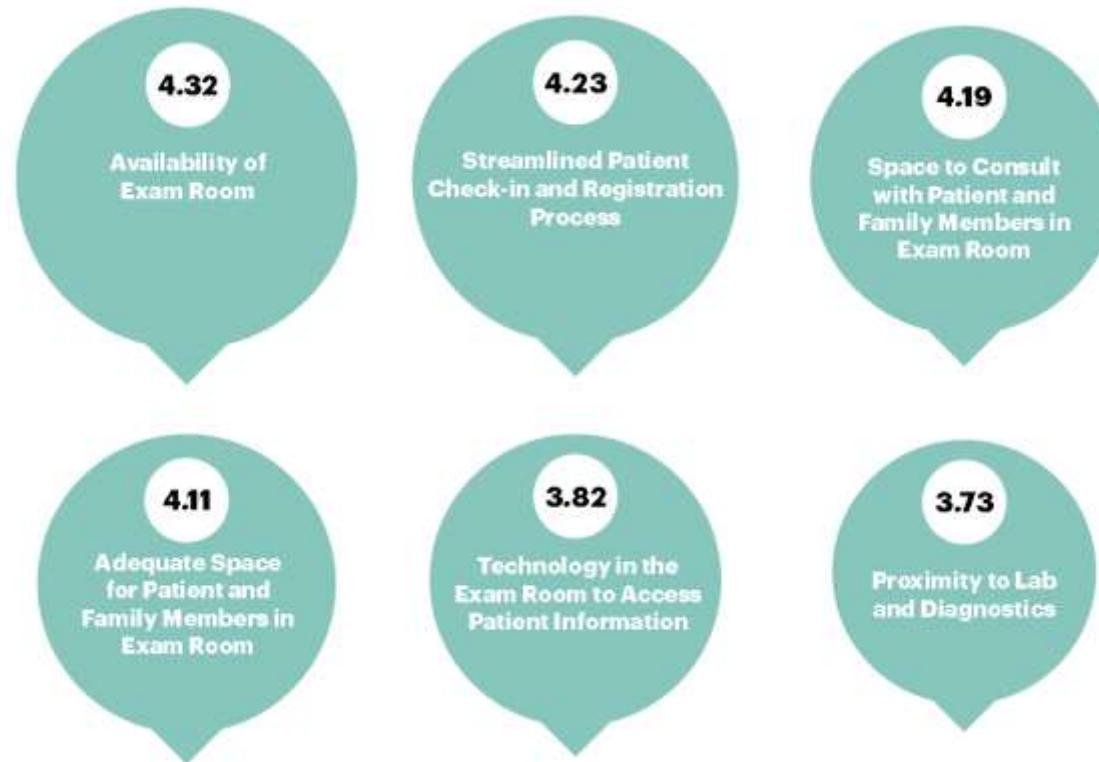 4.32
Availability of
Exam Room
4.23
Streamlined Patient
Check-in and Registration
Process
4.19
Space to Consult
with Patient and
Family Members in
Exam Room
4.11
Adequate Space
for Patient and
Family Members in
Exam Room
3.82
Technology in the
Exam Room to Access
Patient Information
3.73
Proximity to Lab
and Diagnostics